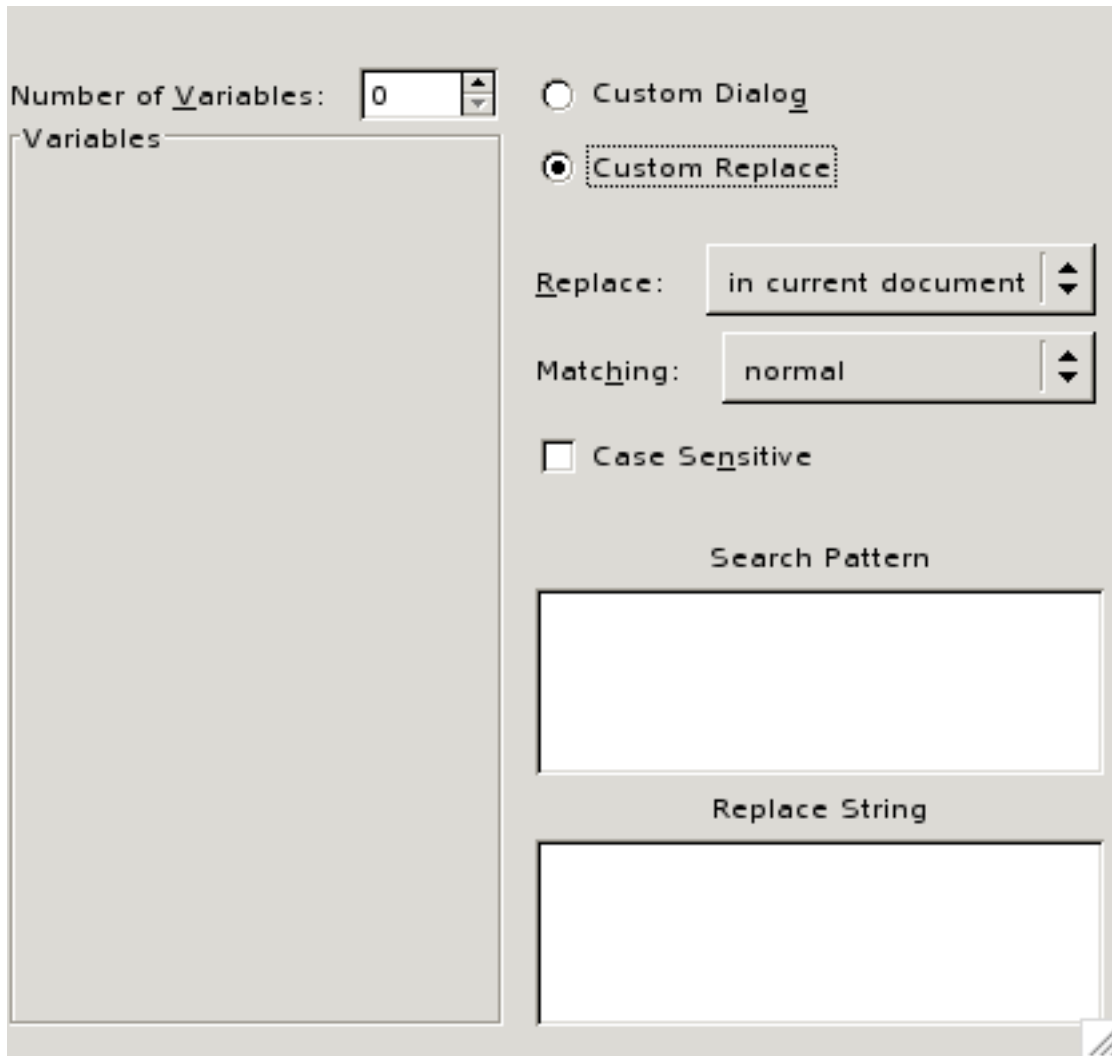 Number of Variables: 0
Variables
Custom Dialog
Custom Replace
Replace: in current document
Matching: normal
Case Sensitive
Search Pattern
Replace String